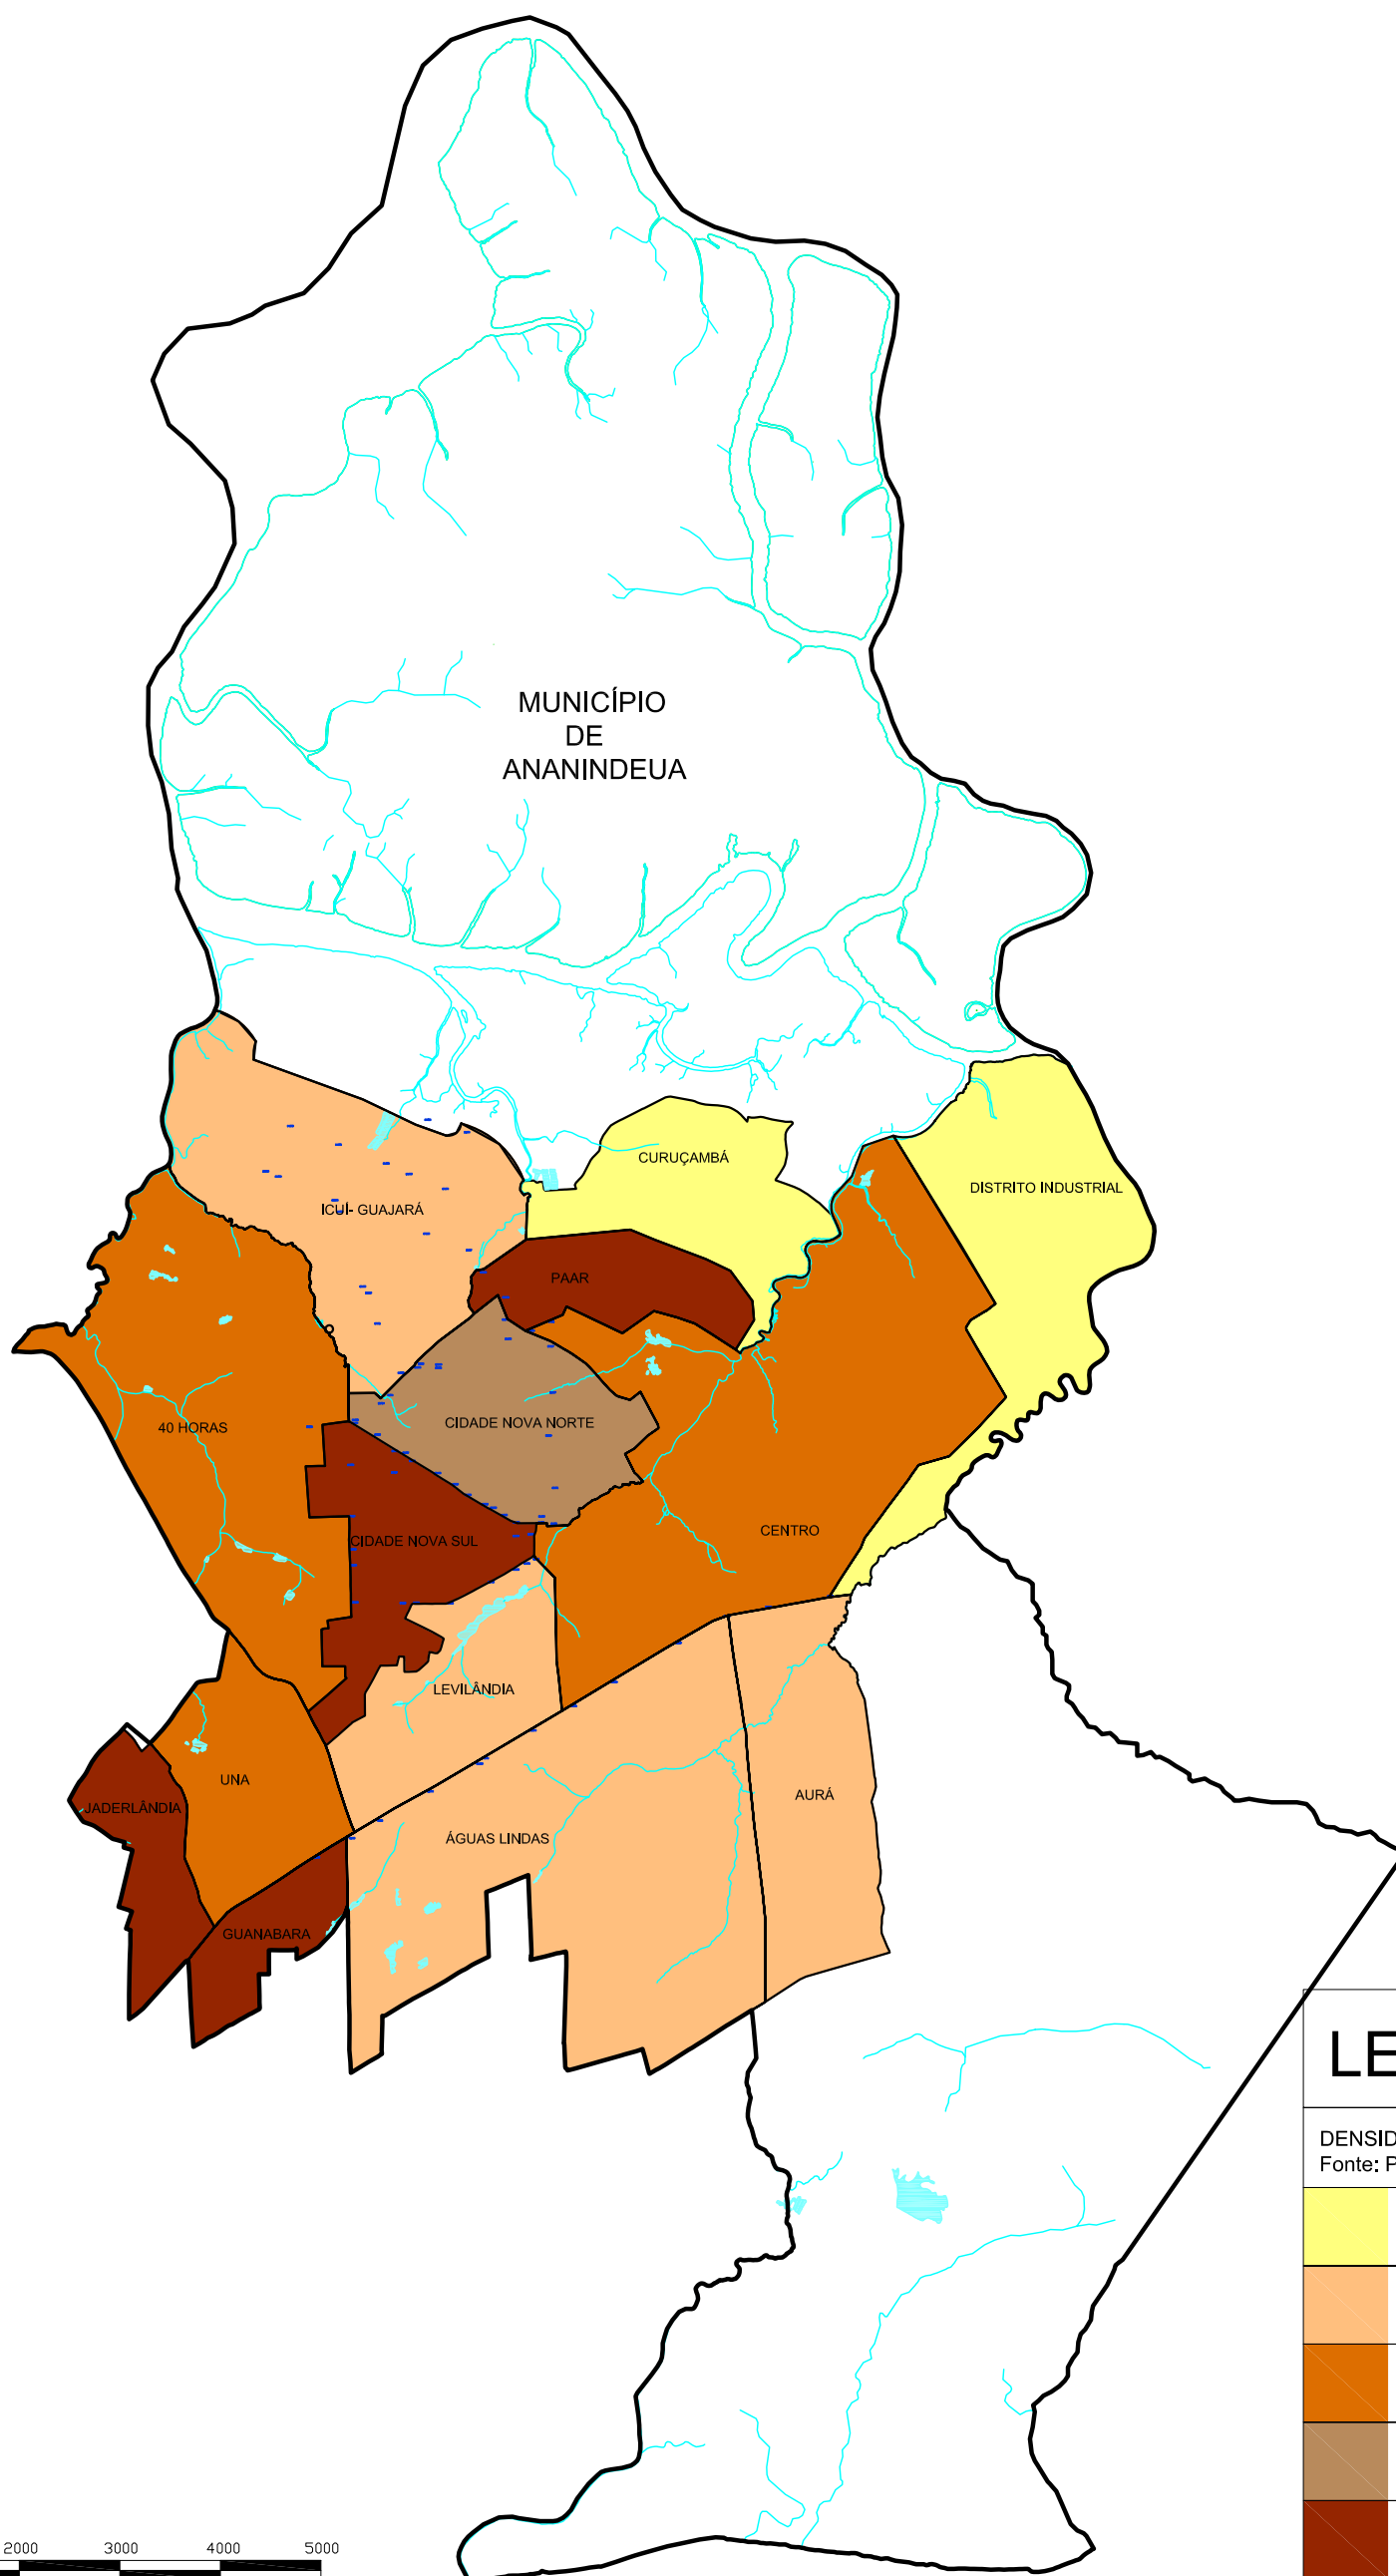 MUNICÍPIO
DE
ANANINDEUA
CURUÇAMBÁ
DISTRITO INDUSTRIAL
ICUÍ- GUAJARÁ
PAAR
CIDADE NOVA NORTE
40 HORAS
CENTRO
CIDADE NOVA SUL
LEVILÂNDIA
UNA
AURÁ
JADERLÂNDIA
ÁGUAS LINDAS
GUANABARA
LE
DENSID
Fonte: P
2000 3000 4000 5000